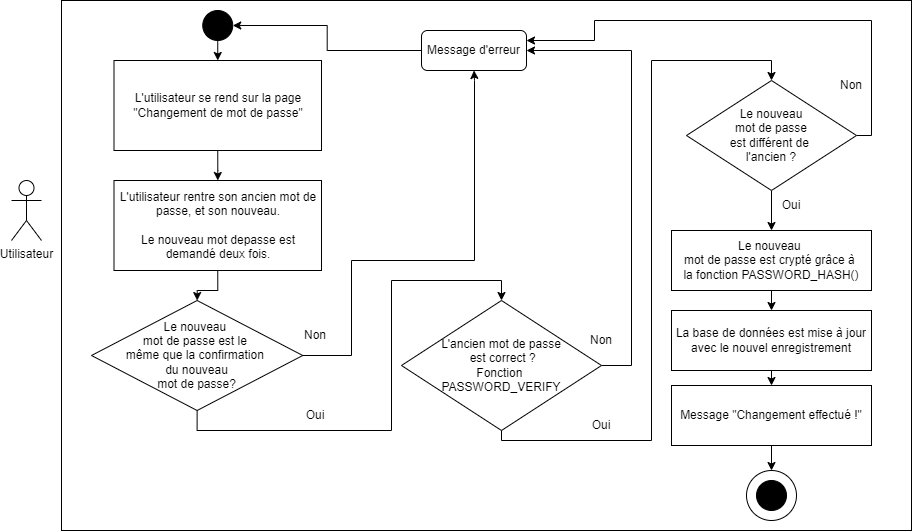 Message d'erreur
L'utilisateur se rend sur la page
"Changement de mot de passe"
L'utilisateur rentre son ancien mot de
passe, et son nouveau.
Le nouveau mot depasse est
demandé deux fois.
Utilisateur
Le nouveau
mot de passe est le
même que la confirmation
du nouveau
mot de passe?
Non
Oui
L'ancien mot de passe
est correct ?
Fonction
PASSWORD_VERIFY
Non
Oui
Le nouveau
mot de passe
est différent de
l'ancien ?
Non
Oui
Le nouveau
mot de passe est crypté grâce à
la fonction PASSWORD_HASH()
La base de données est mise à jour
avec le nouvel enregistrement
Message "Changement effectué !"